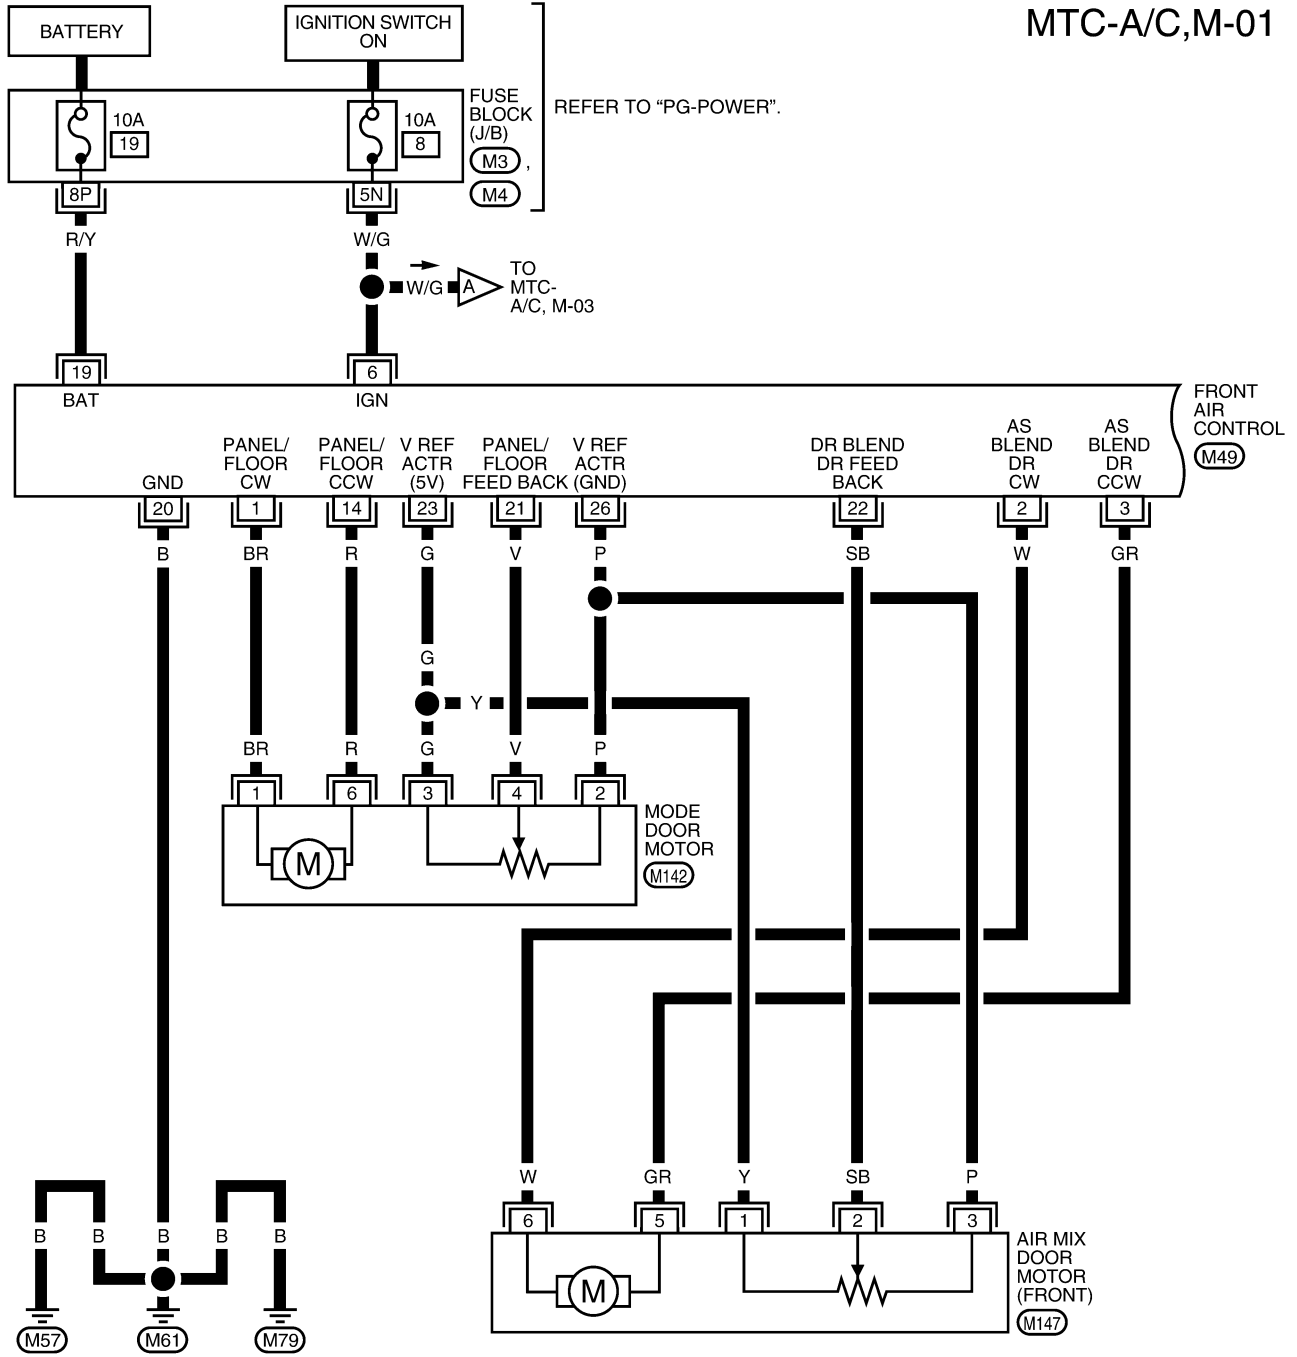 MTC-A/C,M-01
BATTERY
IGNITION SWITCH
ON
10A
19
10A
8
FUSE
BLOCK
(J/B)
M3 ,
M4
REFER TO “PG-POWER”.
8P
5N
R/Y
W/G
W/G
A
TO
MTC-
A/C, M-03
19
6
BAT
IGN
FRONT
AIR
CONTROL
M49
GND
PANEL/
FLOOR
CW
PANEL/
FLOOR
CCW
V REF
ACTR
(5V)
PANEL/
FLOOR
FEED BACK
V REF
ACTR
(GND)
DR BLEND
DR FEED
BACK
AS
BLEND
DR
CW
AS
BLEND
DR
CCW
20 1 14 23 21 26 22 2 3
B BR R G V P SB W GR
G
Y
BR R G V P
1 6 3 4 2
M
MODE
DOOR
MOTOR
M142
W GR Y SB P
6 5 1 2 3
M
AIR MIX
DOOR
MOTOR
(FRONT)
M147
B B B B B
M57 M61 M79